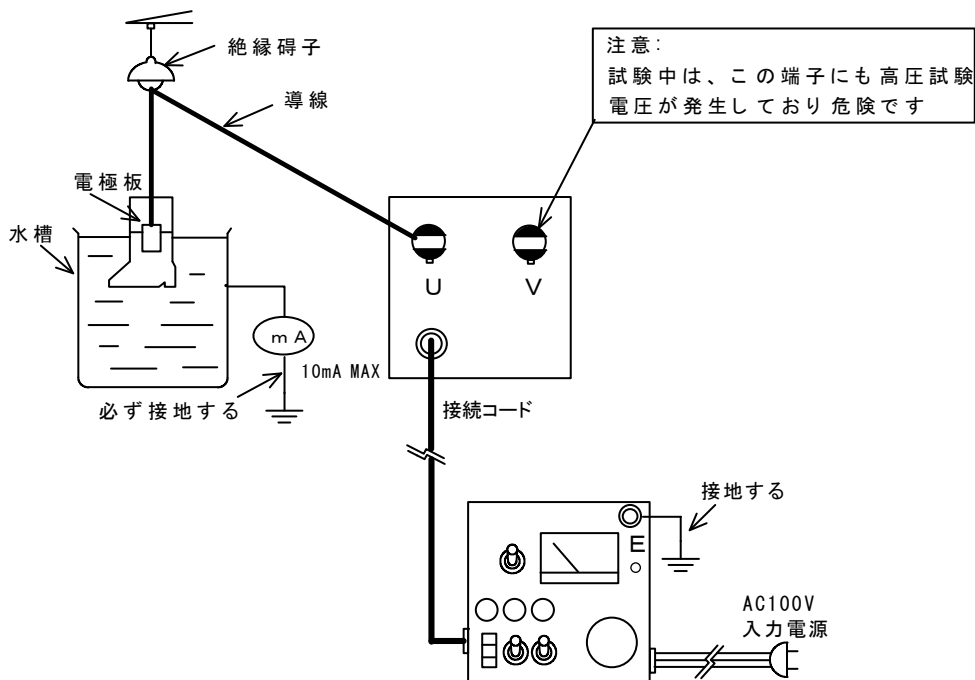 絶縁碍子
導線
注意:
試験中は、この端子にも高圧試験
電圧が発生しており危険です
電極板
水槽
U
V
mA
10mA MAX
必ず接地する
接続コード
接地する
E
AC100V
入力電源